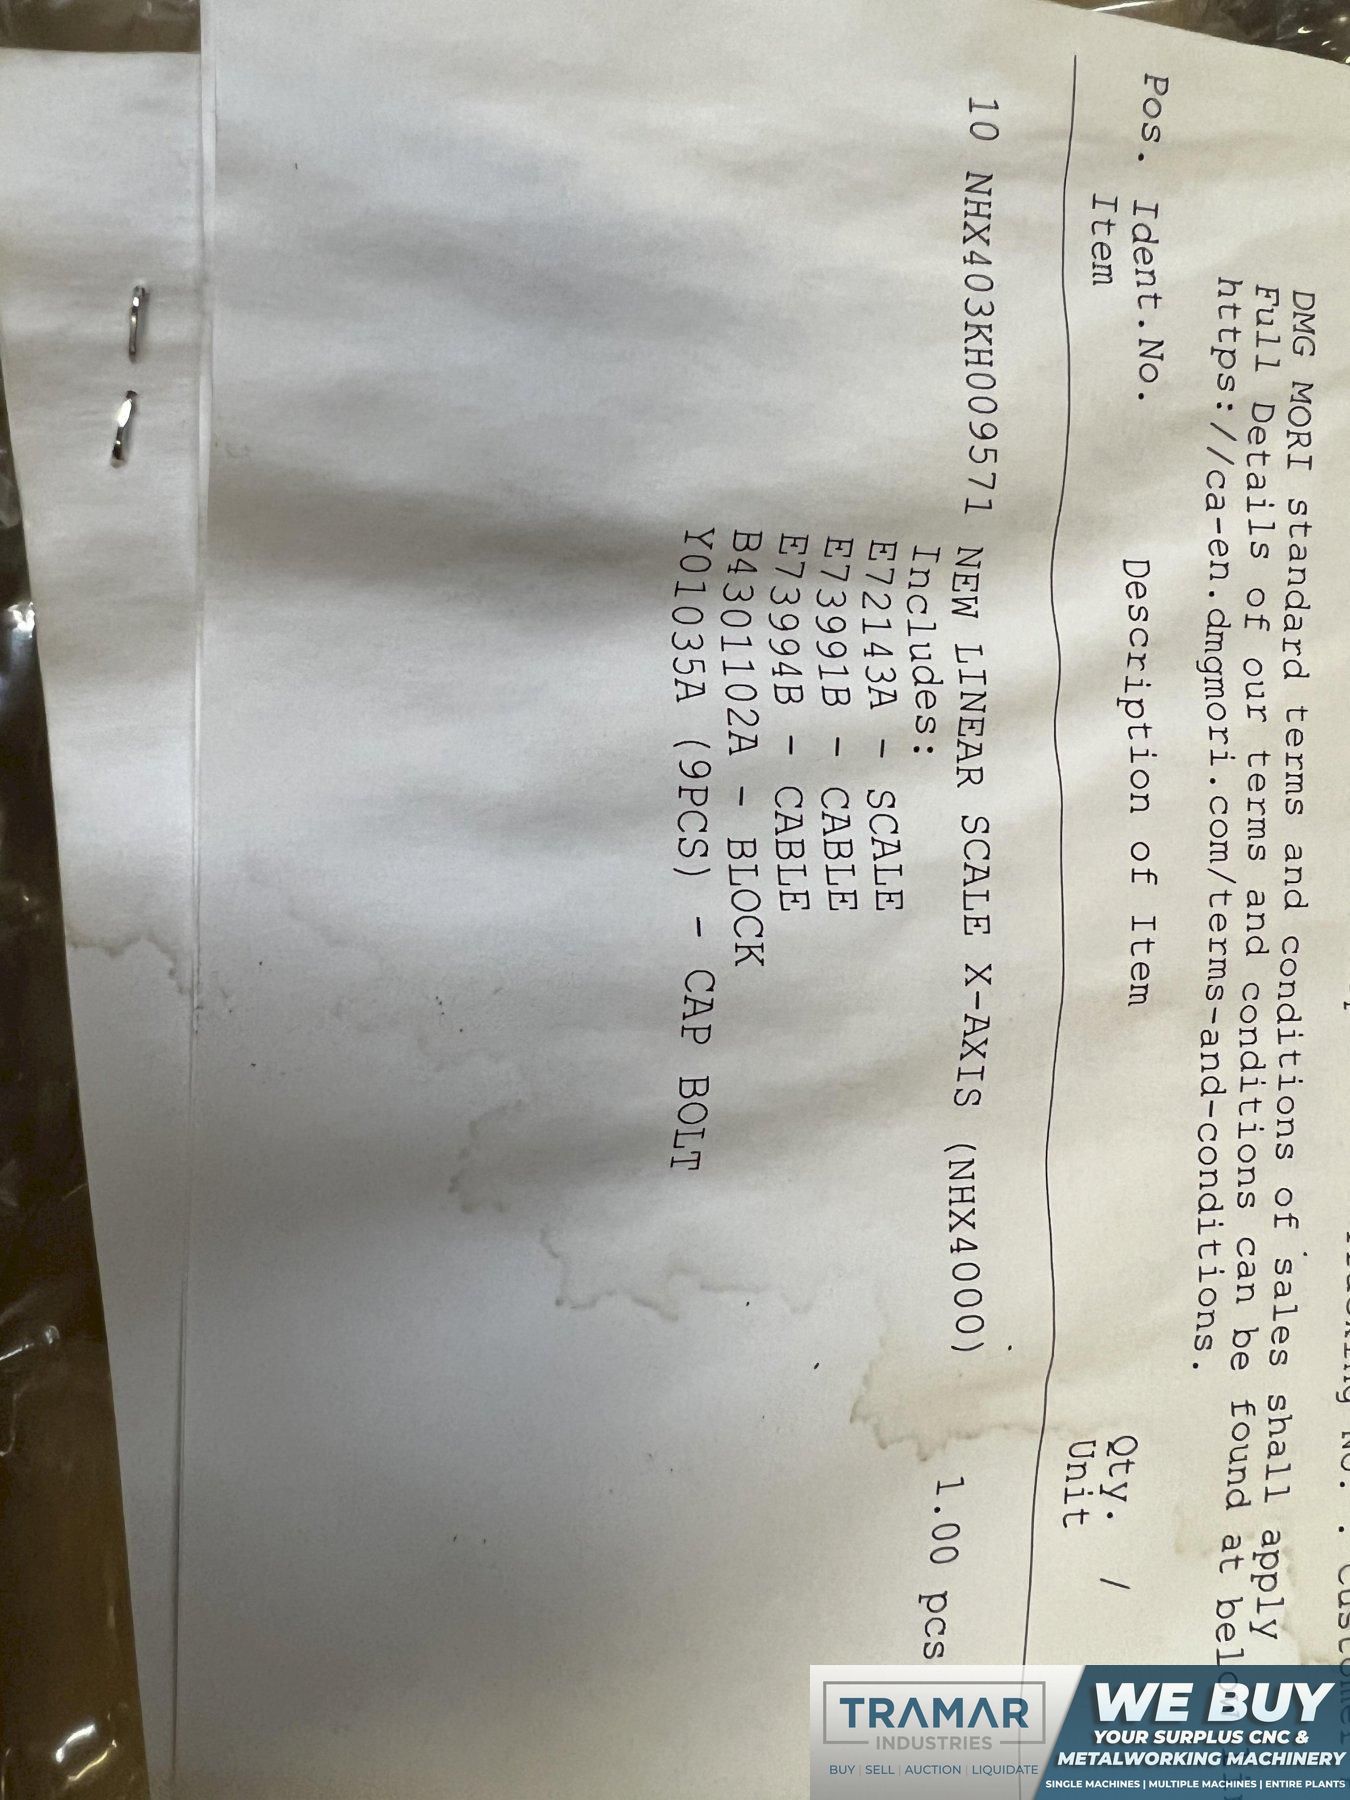 DMG MORI standard terms and conditions of sales shall apply
Full Details of our terms and conditions can be found at
https://ca-en.dmgmori.com/terms-and-conditions.
Pos. Ident.No. Description of Item Qty. /
Item Unit
10 NHX403KH009571 NEW LINEAR SCALE X-AXIS (NHX4000) 1.00 pcs
Includes:
E72143A - SCALE
E73991B - CABLE
E73994B - CABLE
B4301102A - BLOCK
Y01035A (9PCS) - CAP BOLT
TRAMAR
INDUSTRIES
BUY | SELL | AUCTION | LIQUIDATE
WE BUY
YOUR SURPLUS CNC &
METALWORKING MACHINERY
SINGLE MACHINES | MULTIPLE MACHINES | ENTIRE PLANTS